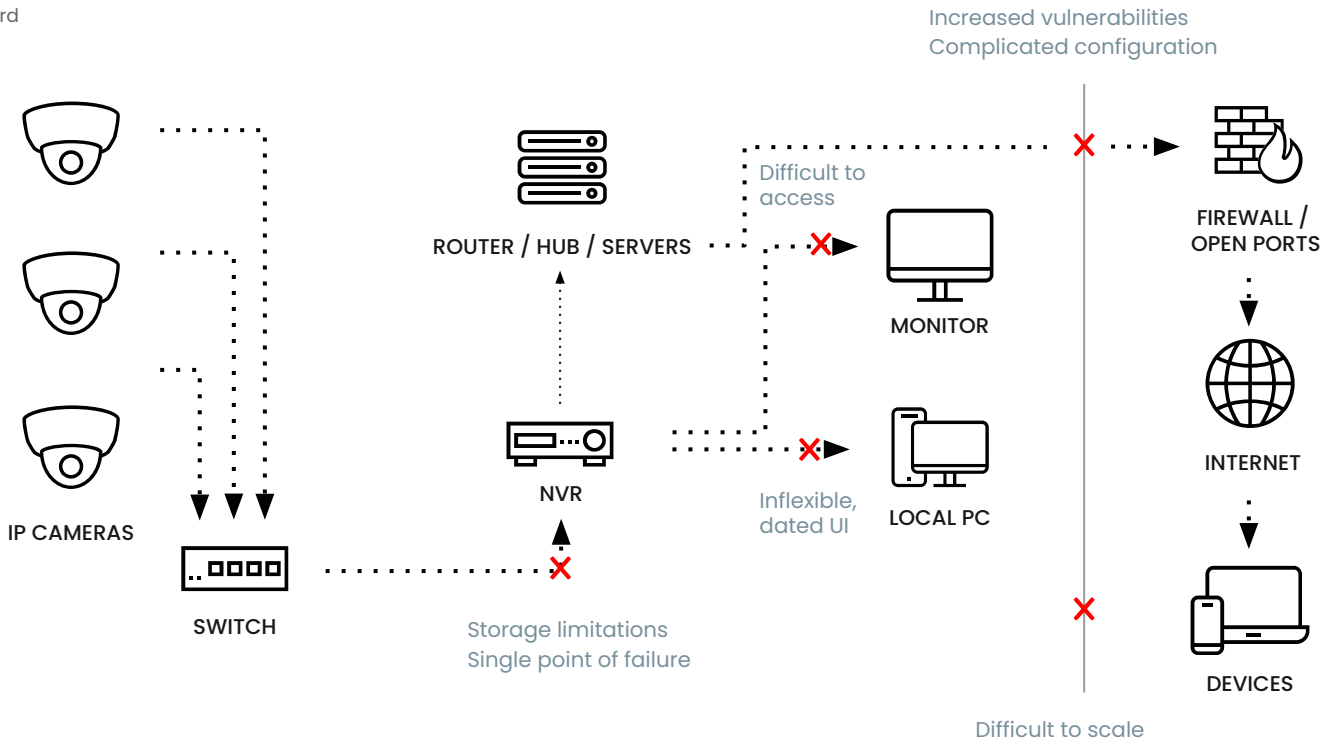 Increased vulnerabilities
Complicated configuration
Difficult to
access
FIREWALL /
OPEN PORTS
ROUTER / HUB / SERVERS
MONITOR
INTERNET
NVR
Inflexible,
dated UI
LOCAL PC
IP CAMERAS
SWITCH
Storage limitations
Single point of failure
DEVICES
Difficult to scale